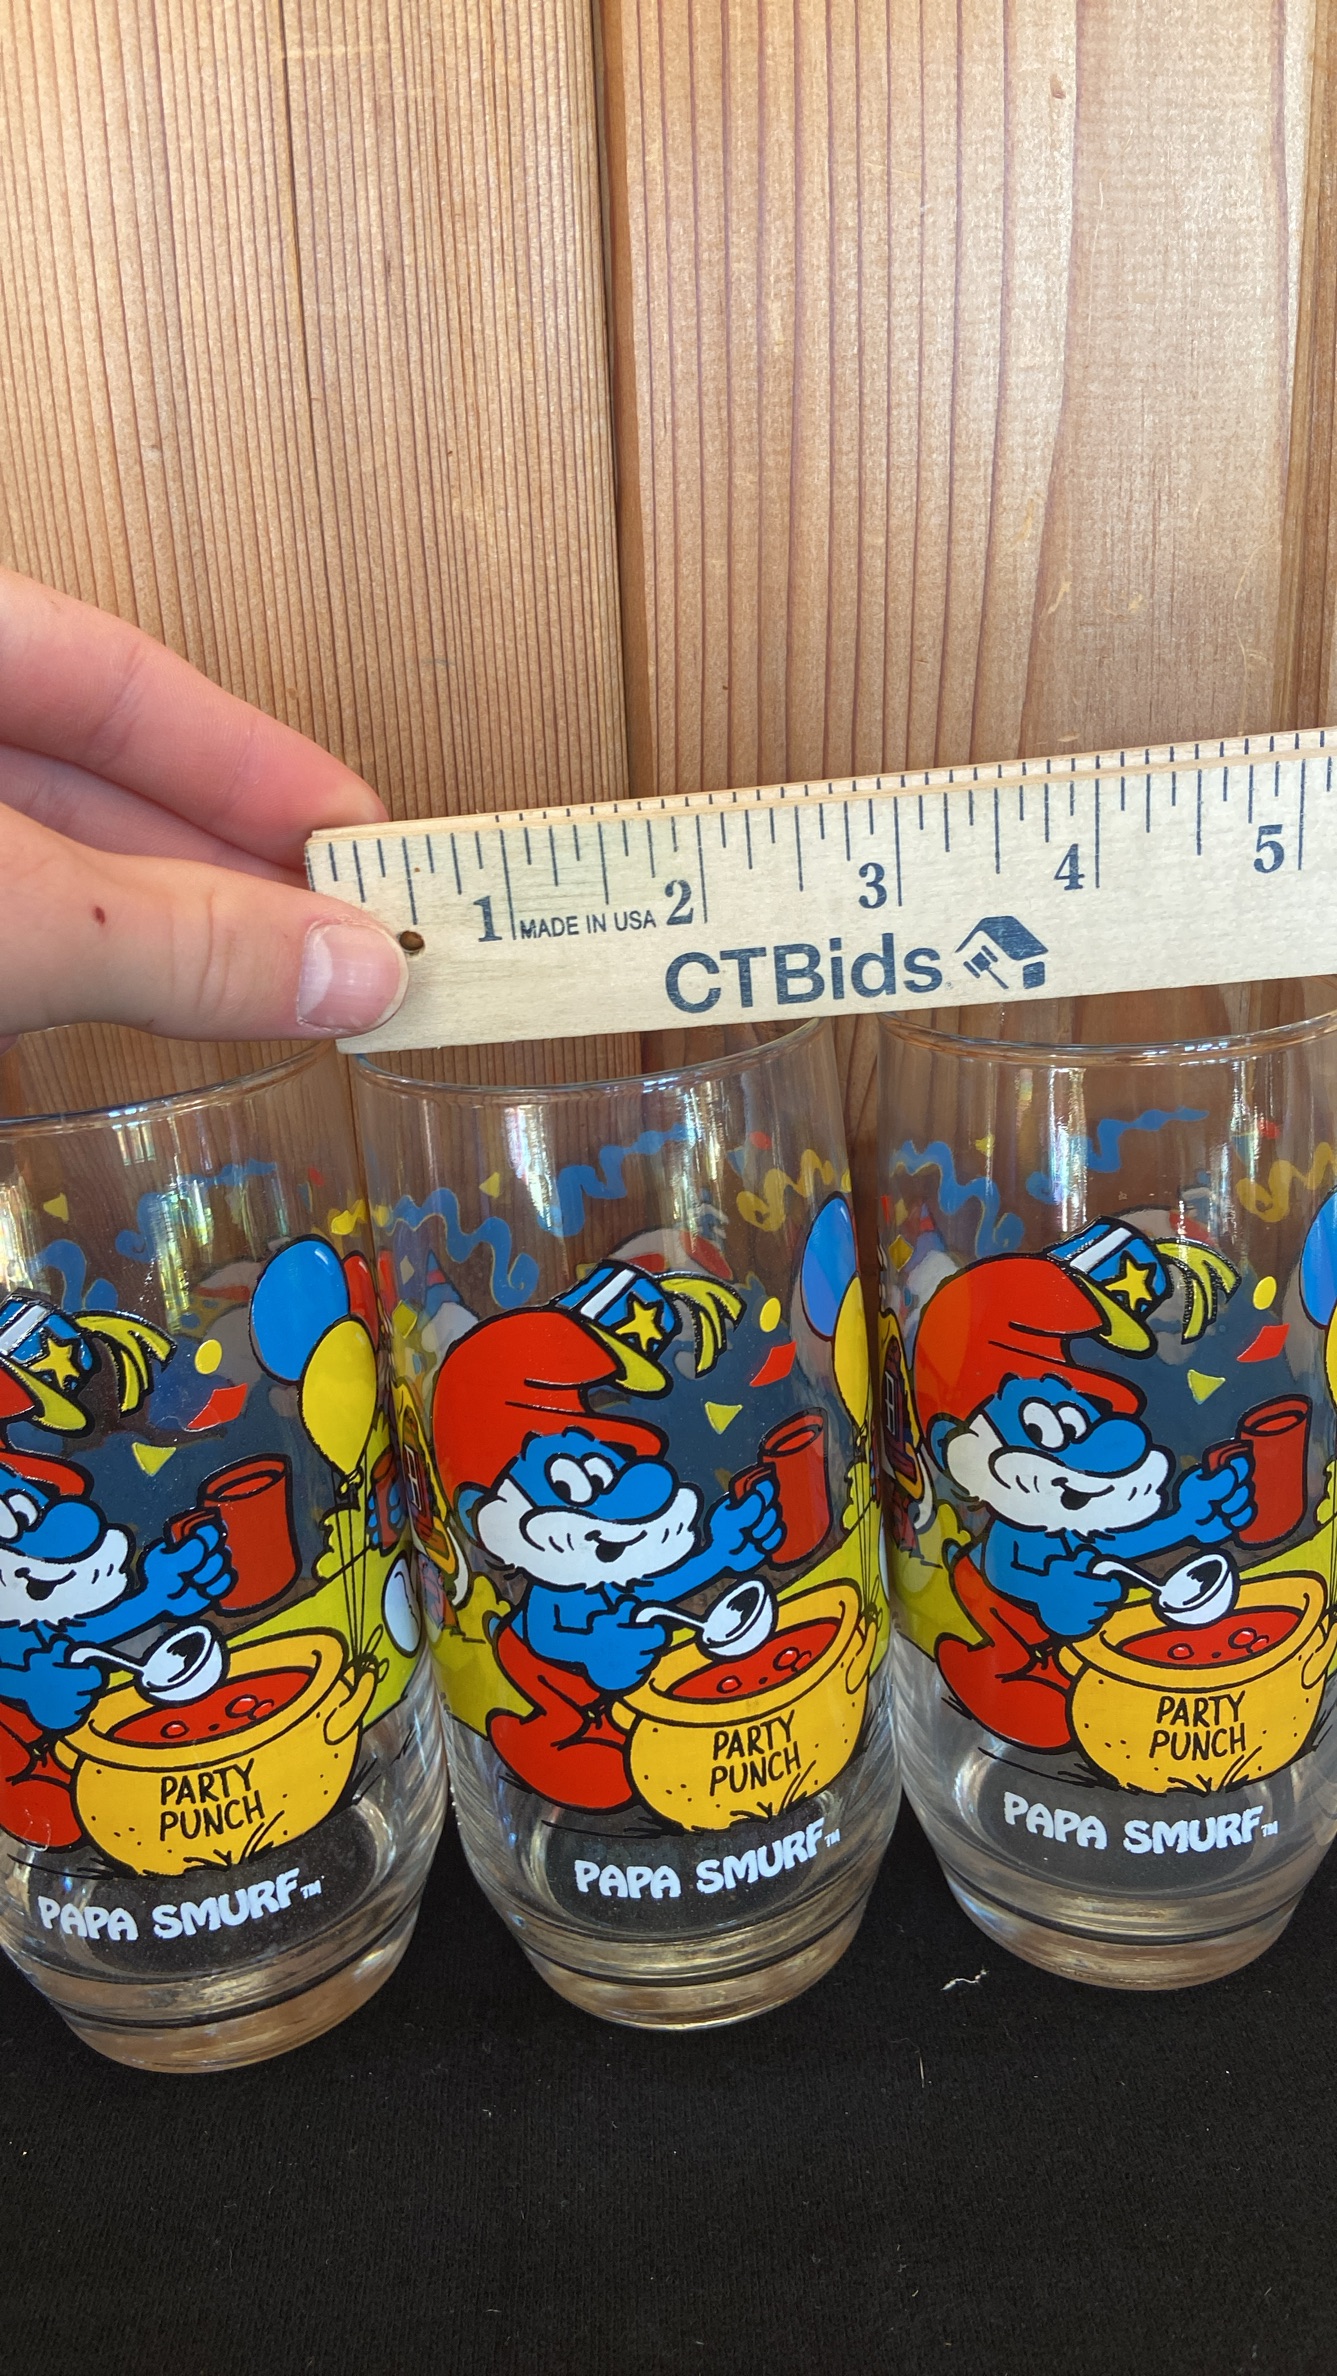 1 MADE IN USA 2 3 4 5
CTBids
PARTY
PUNCH
PAPA SMURF™
PARTY
PUNCH
PAPA SMURF™
PARTY
PUNCH
PAPA SMURF™